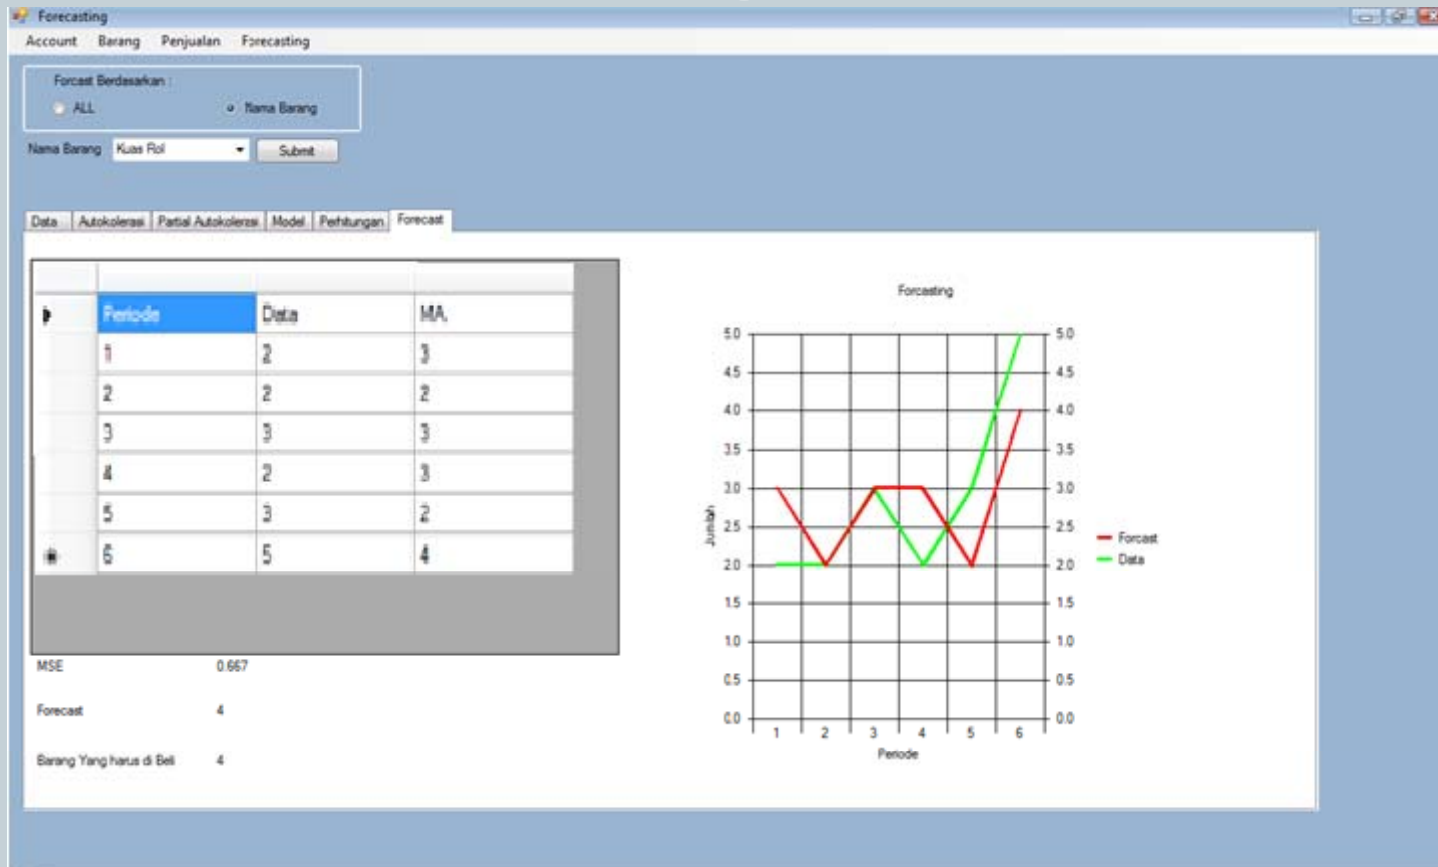 Forecasting
Account Barang Penjualan Forecasting
Forcast Berdasarkan :
ALL Nama Barang
Nama Barang Kuas Rol Submit
Data Autokolerasi Partial Autokolerasi Model Perhitungan Forecast
Periode Data MA.
1 2 3
2 2 2
3 3 3
4 2 3
5 3 2
6 5 4
MSE 0.667
Forecast 4
Barang Yang harus di Beli 4
Forcasting
5.0 5.0
4.5 4.5
4.0 4.0
3.5 3.5
3.0 3.0
Jumlah
2.5 2.5
Forcast
2.0 2.0
Data
1.5 1.5
1.0 1.0
0.5 0.5
0.0 0.0
1 2 3 4 5 6
Periode